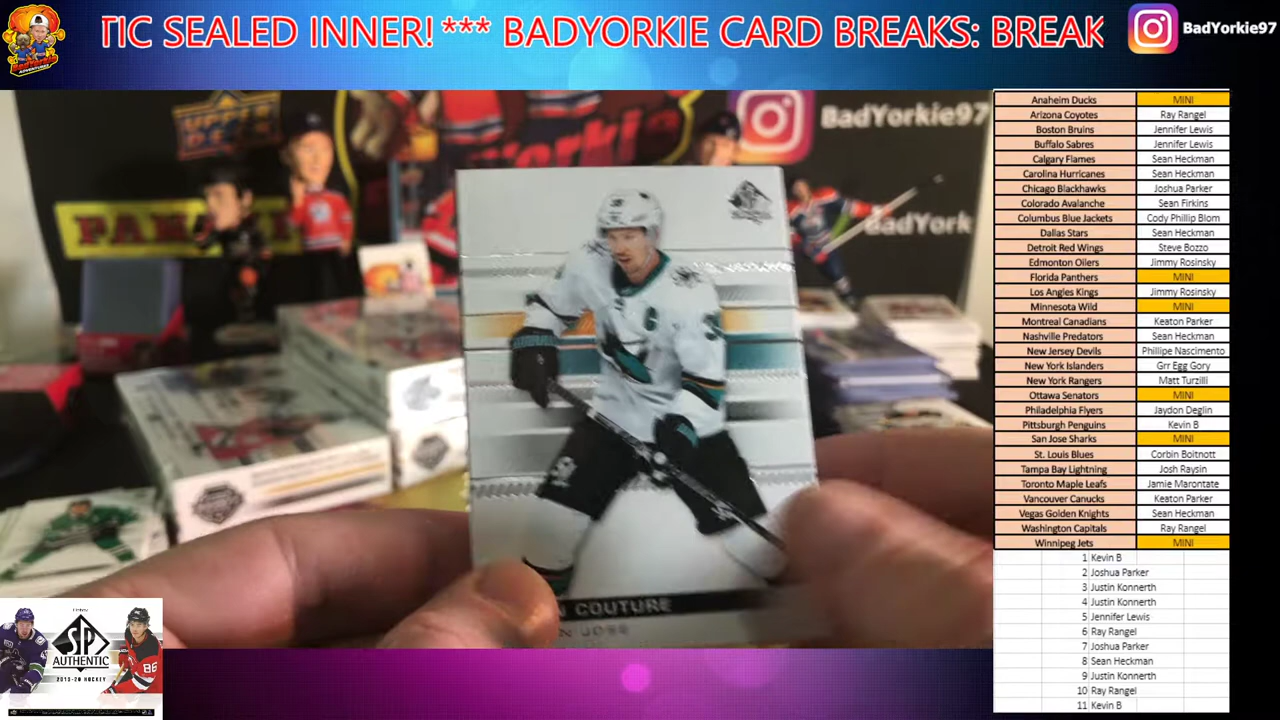 TIC SEALED INNER! *** BADYORKIE CARD BREAKS: BREAK
BadYorkie97
BadYorkie97
PANINI
BadYork
COUTURE
SP
AUTHENTIC
2019-20 HOCKEY
Anaheim Ducks MINI
Arizona Coyotes Ray Rangel
Boston Bruins Jennifer Lewis
Buffalo Sabres Jennifer Lewis
Calgary Flames Sean Heckman
Carolina Hurricanes Sean Heckman
Chicago Blackhawks Joshua Parker
Colorado Avalanche Sean Firkins
Columbus Blue Jackets Cody Phillip Blom
Dallas Stars Sean Heckman
Detroit Red Wings Steve Bozzo
Edmonton Oilers Jimmy Rosinsky
Florida Panthers MINI
Los Angles Kings Jimmy Rosinsky
Minnesota Wild MINI
Montreal Canadians Keaton Parker
Nashville Predators Sean Heckman
New Jersey Devils Phillipe Nascimento
New York Islanders Grr Egg Gory
New York Rangers Matt Turzilli
Ottawa Senators MINI
Philadelphia Flyers Jaydon Deglin
Pittsburgh Penguins Kevin B
San Jose Sharks MINI
St. Louis Blues Corbin Boitnott
Tampa Bay Lightning Josh Raysin
Toronto Maple Leafs Jamie Marontate
Vancouver Canucks Keaton Parker
Vegas Golden Knights Sean Heckman
Washington Capitals Ray Rangel
Winnipeg Jets MINI
1 Kevin B
2 Joshua Parker
3 Justin Konnerth
4 Justin Konnerth
5 Jennifer Lewis
6 Ray Rangel
7 Joshua Parker
8 Sean Heckman
9 Justin Konnerth
10 Ray Rangel
11 Kevin B